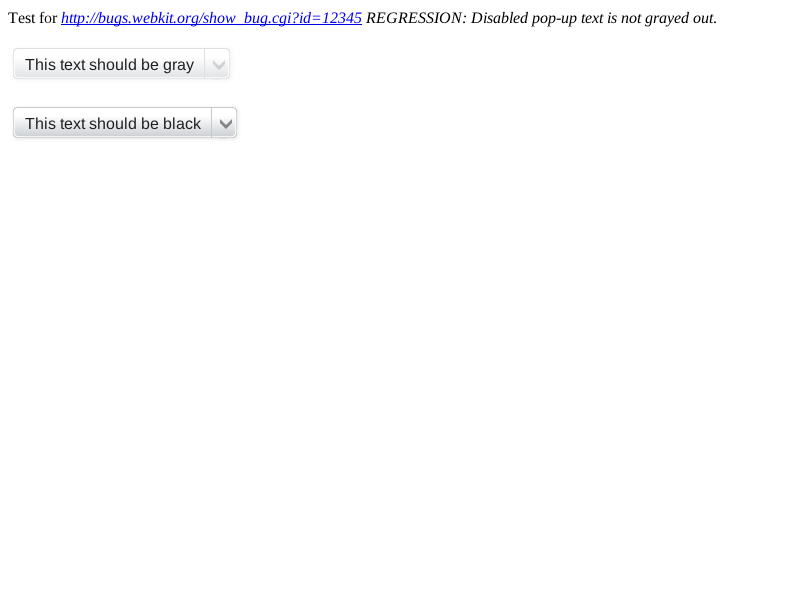 Test for http://bugs.webkit.org/show_bug.cgi?id=12345 REGRESSION: Disabled pop-up text is not grayed out.
This text should be gray
This text should be black